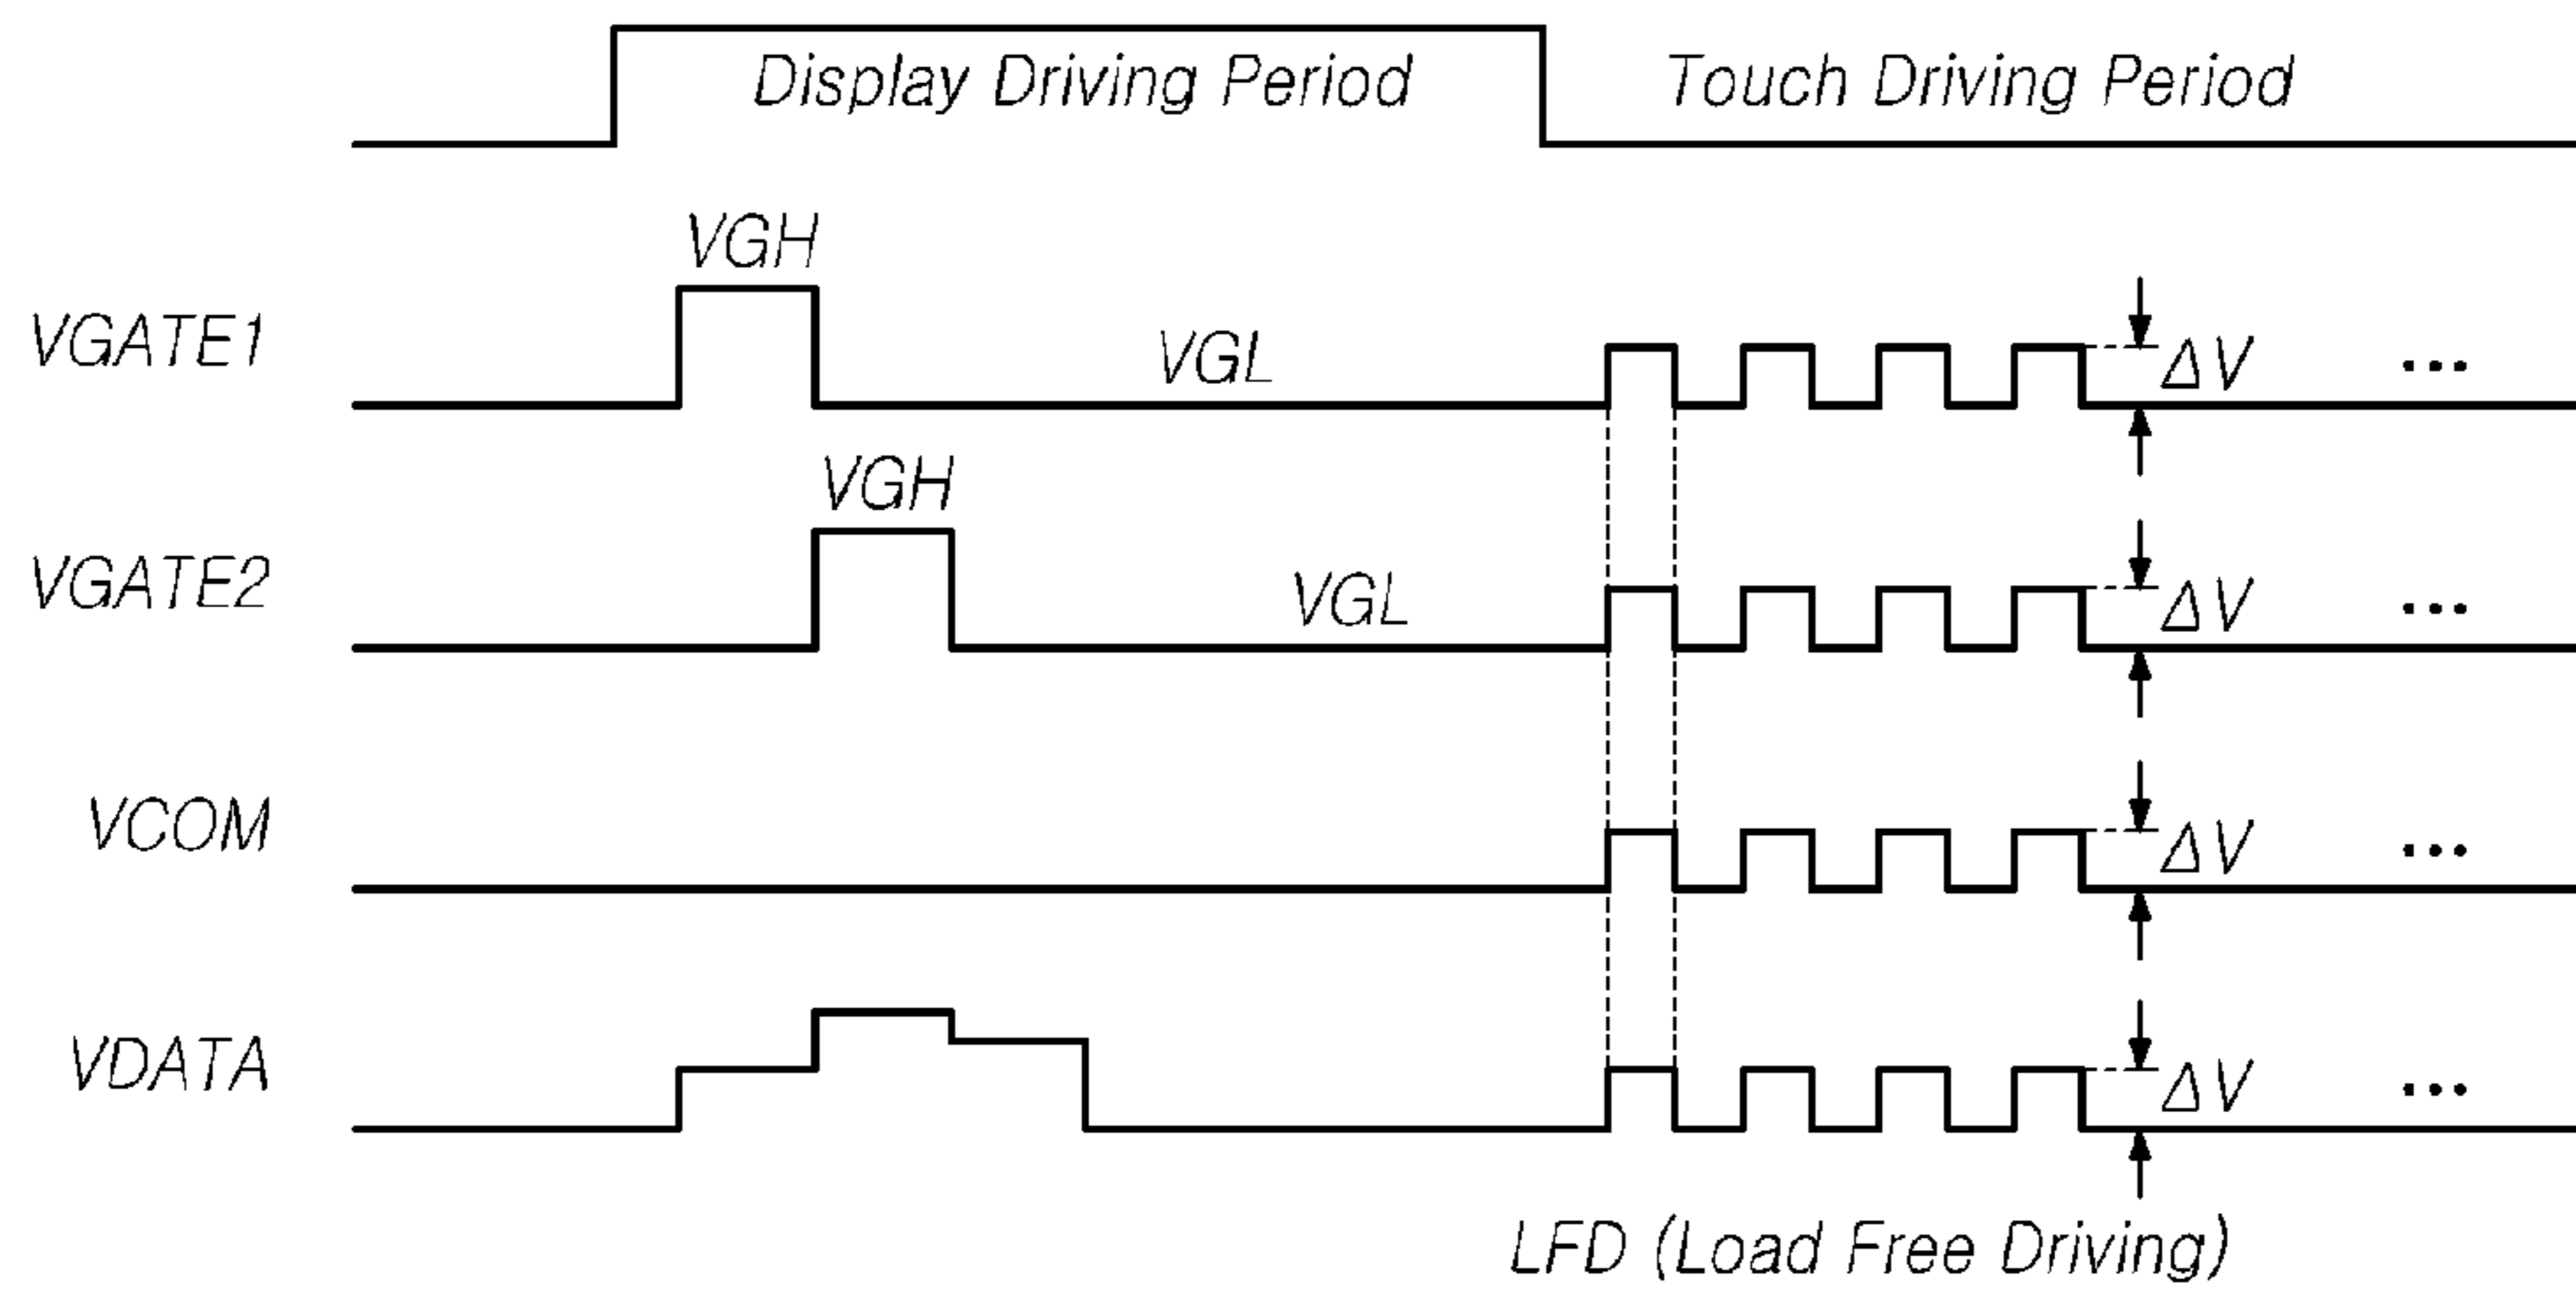 Display Driving Period Touch Driving Period
VGH
VGATE1 VGL ΔV ...
VGH
VGATE2 VGL ΔV ...
VCOM ΔV ...
VDATA ΔV ...
LFD (Load Free Driving)